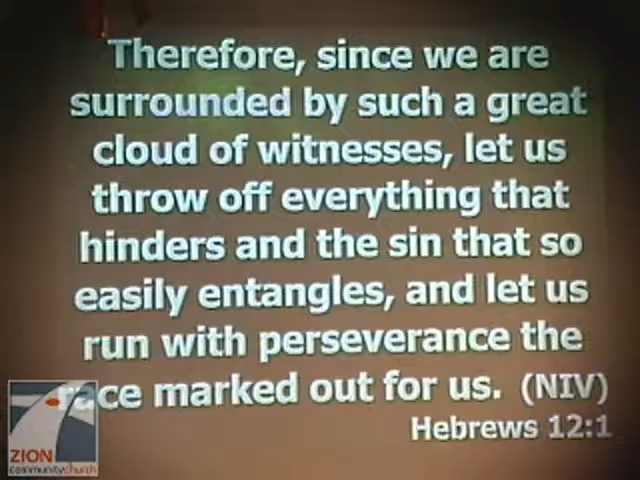 Therefore, since we are
surrounded by such a great
cloud of witnesses, let us
throw off everything that
hinders and the sin that so
easily entangles, and let us
run with perseverance the
race marked out for us. (NIV)
Hebrews 12:1
ZION
communitychurch